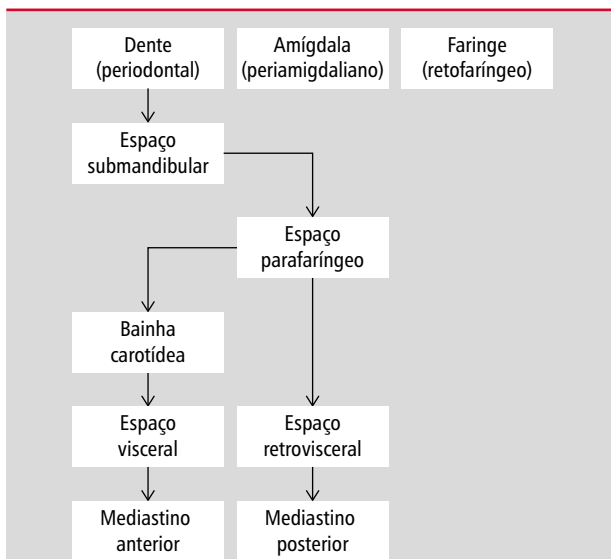 Dente
(periodontal)
Amígdala
(periamigdaliano)
Faringe
(retofaríngeo)
Espaço
submandibular
Espaço
parafaríngeo
Bainha
carotídea
Espaço
visceral
Espaço
retrovisceral
Mediastino
anterior
Mediastino
posterior